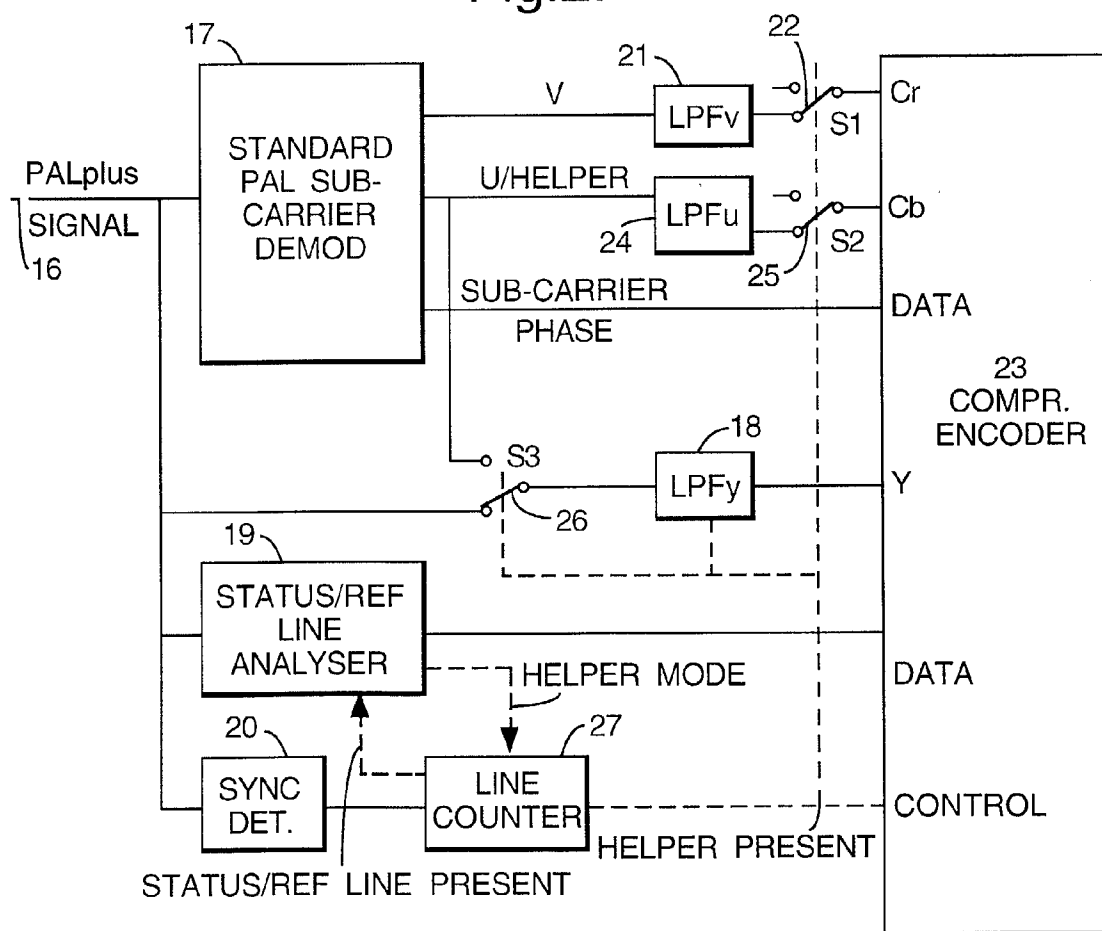 17
22
21
V
LPFv
Cr
S1
STANDARD
PAL SUB-
CARRIER
DEMOD
PALplus
SIGNAL
16
U/HELPER
24
LPFu
Cb
S2
25
SUB-CARRIER
PHASE
DATA
23
COMPR.
ENCODER
18
S3
LPFy
Y
26
19
STATUS/REF
LINE
ANALYSER
HELPER MODE
DATA
20
27
SYNC
DET.
LINE
COUNTER
CONTROL
HELPER PRESENT
STATUS/REF LINE PRESENT